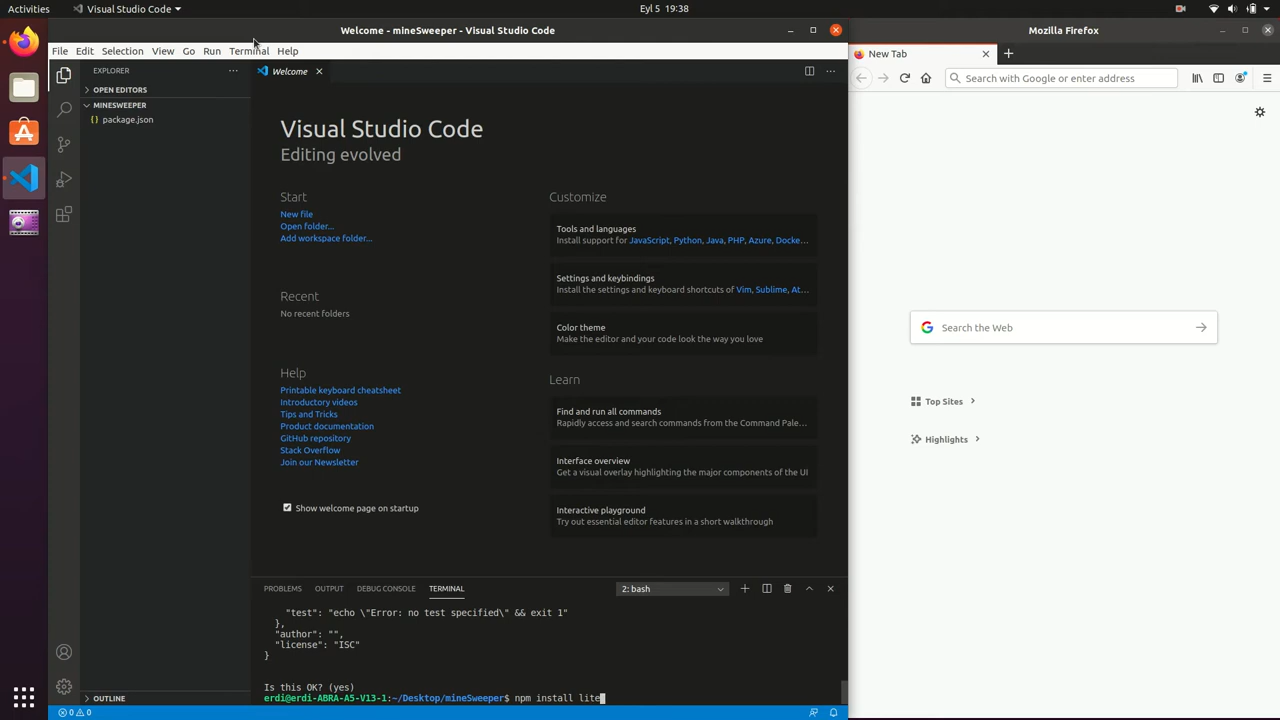 Activities
Visual Studio Code
Eyl 5 19:38
Welcome - mineSweeper - Visual Studio Code
Mozilla Firefox
File Edit Selection View Go Run Terminal Help
New Tab
EXPLORER
Welcome
Search with Google or enter address
OPEN EDITORS
MINESWEEPER
{} package.json
Visual Studio Code
Editing evolved
Start
New file
Open folder...
Add workspace folder...
Recent
No recent folders
Help
Printable keyboard cheatsheet
Introductory videos
Tips and Tricks
Product documentation
GitHub repository
Stack Overflow
Join our Newsletter
Show welcome page on startup
Customize
Tools and languages
Install support for JavaScript, Python, Java, PHP, Azure, Docke...
Settings and keybindings
Install the settings and keyboard shortcuts of Vim, Sublime, At...
Color theme
Make the editor and your code look the way you love
Learn
Find and run all commands
Rapidly access and search commands from the Command Pale...
Interface overview
Get a visual overlay highlighting the major components of the UI
Interactive playground
Try out essential editor features in a short walkthrough
Search the Web
Top Sites
Highlights
PROBLEMS OUTPUT DEBUG CONSOLE TERMINAL
2: bash
"test": "echo \"Error: no test specified\" && exit 1"
},
"author": "",
"license": "ISC"
}
Is this OK? (yes)
erdi@erdi-ABRA-A5-V13-1:~/Desktop/mineSweeper$ npm install lite
OUTLINE
0 0